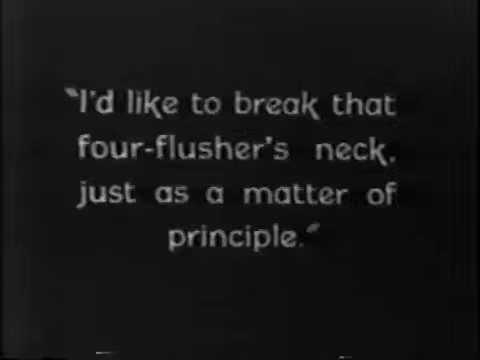 "I'd like to break that
four-flusher's neck,
just as a matter of
principle."